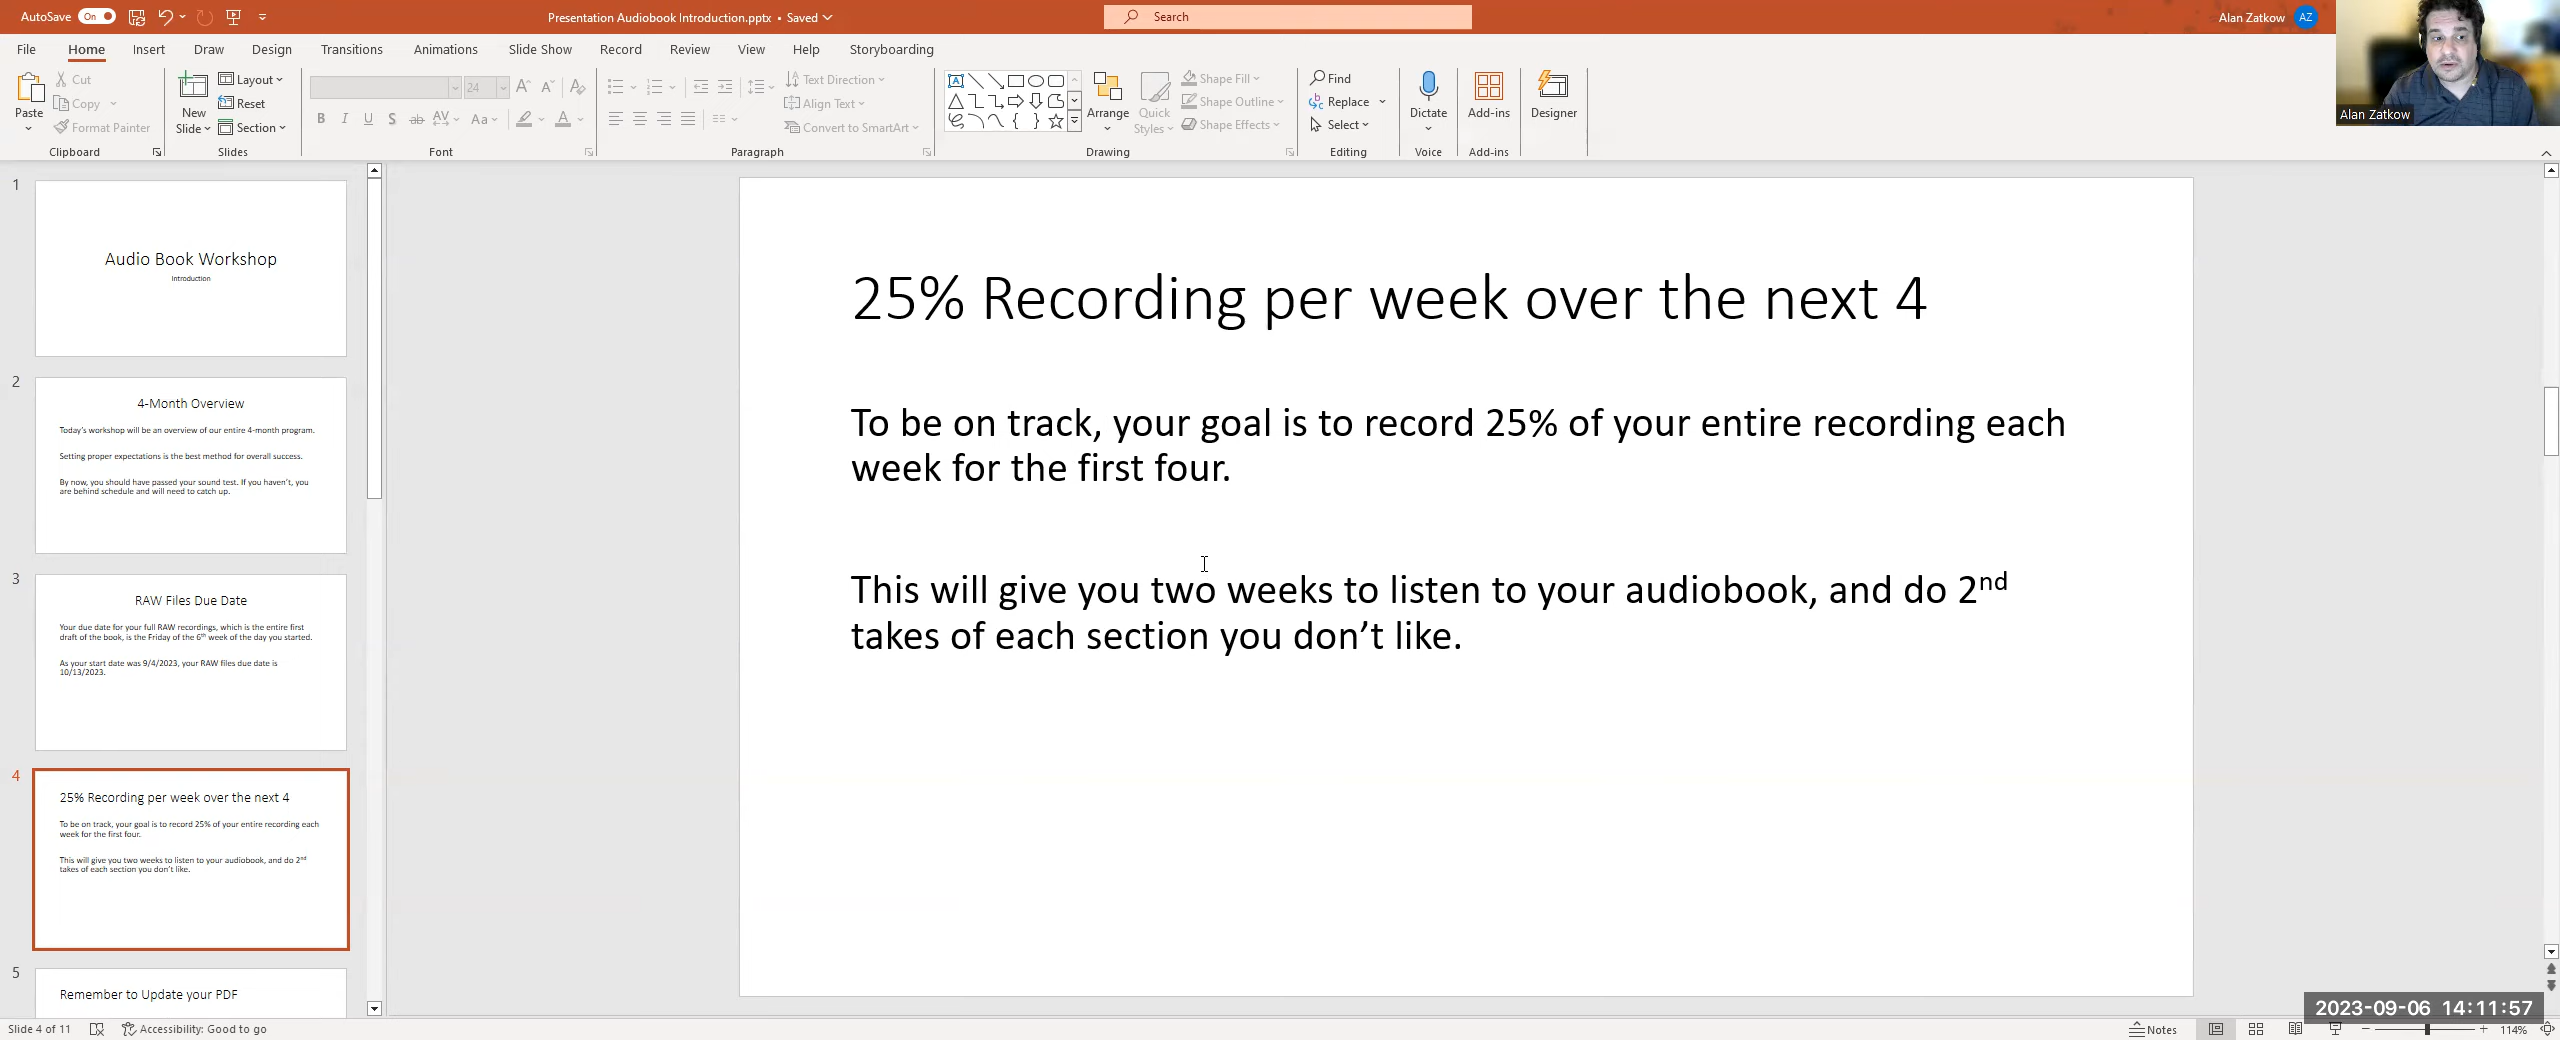 AutoSave On Presentation Audiobook Introduction.pptx • Saved Search Alan Zatkow AZ
File Home Insert Draw Design Transitions Animations Slide Show Record Review View Help Storyboarding
Paste
Cut
Copy
Format Painter
Clipboard
New
Slide
Layout
Reset
Section
Slides
24
Font
Text Direction
Align Text
Convert to SmartArt
Paragraph
Arrange
Quick
Styles
Shape Fill
Shape Outline
Shape Effects
Drawing
Find
Replace
Select
Editing
Dictate
Voice
Add-ins
Add-ins
Designer
Alan Zatkow
1
Audio Book Workshop
Introduction
2
4-Month Overview
Today's workshop will be an overview of our entire 4-month program.
Setting proper expectations is the best method for overall success.
By now, you should have passed your sound test. If you haven't, you
are behind schedule and will need to catch up.
3
RAW Files Due Date
Your due date for your full RAW recordings, which is the entire first
draft of the book, is the Friday of the 6th week of the day you started.
As your start date was 9/4/2023, your RAW files due date is
10/13/2023.
4
25% Recording per week over the next 4
To be on track, your goal is to record 25% of your entire recording each
week for the first four.
This will give you two weeks to listen to your audiobook, and do 2nd
takes of each section you don't like.
5
Remember to Update your PDF
25% Recording per week over the next 4
To be on track, your goal is to record 25% of your entire recording each
week for the first four.
This will give you two weeks to listen to your audiobook, and do 2nd
takes of each section you don't like.
2023-09-06 14:11:57
Slide 4 of 11 Accessibility: Good to go Notes 114%